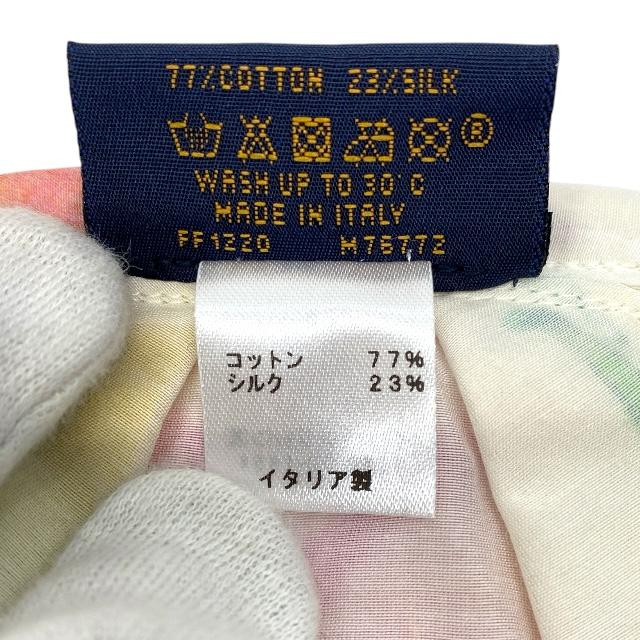 77%COTTON 23%SILK
®
WASH UP TO 30°C
MADE IN ITALY
FF1220 M76772
コットン 77%
シルク 23%
イタリア製